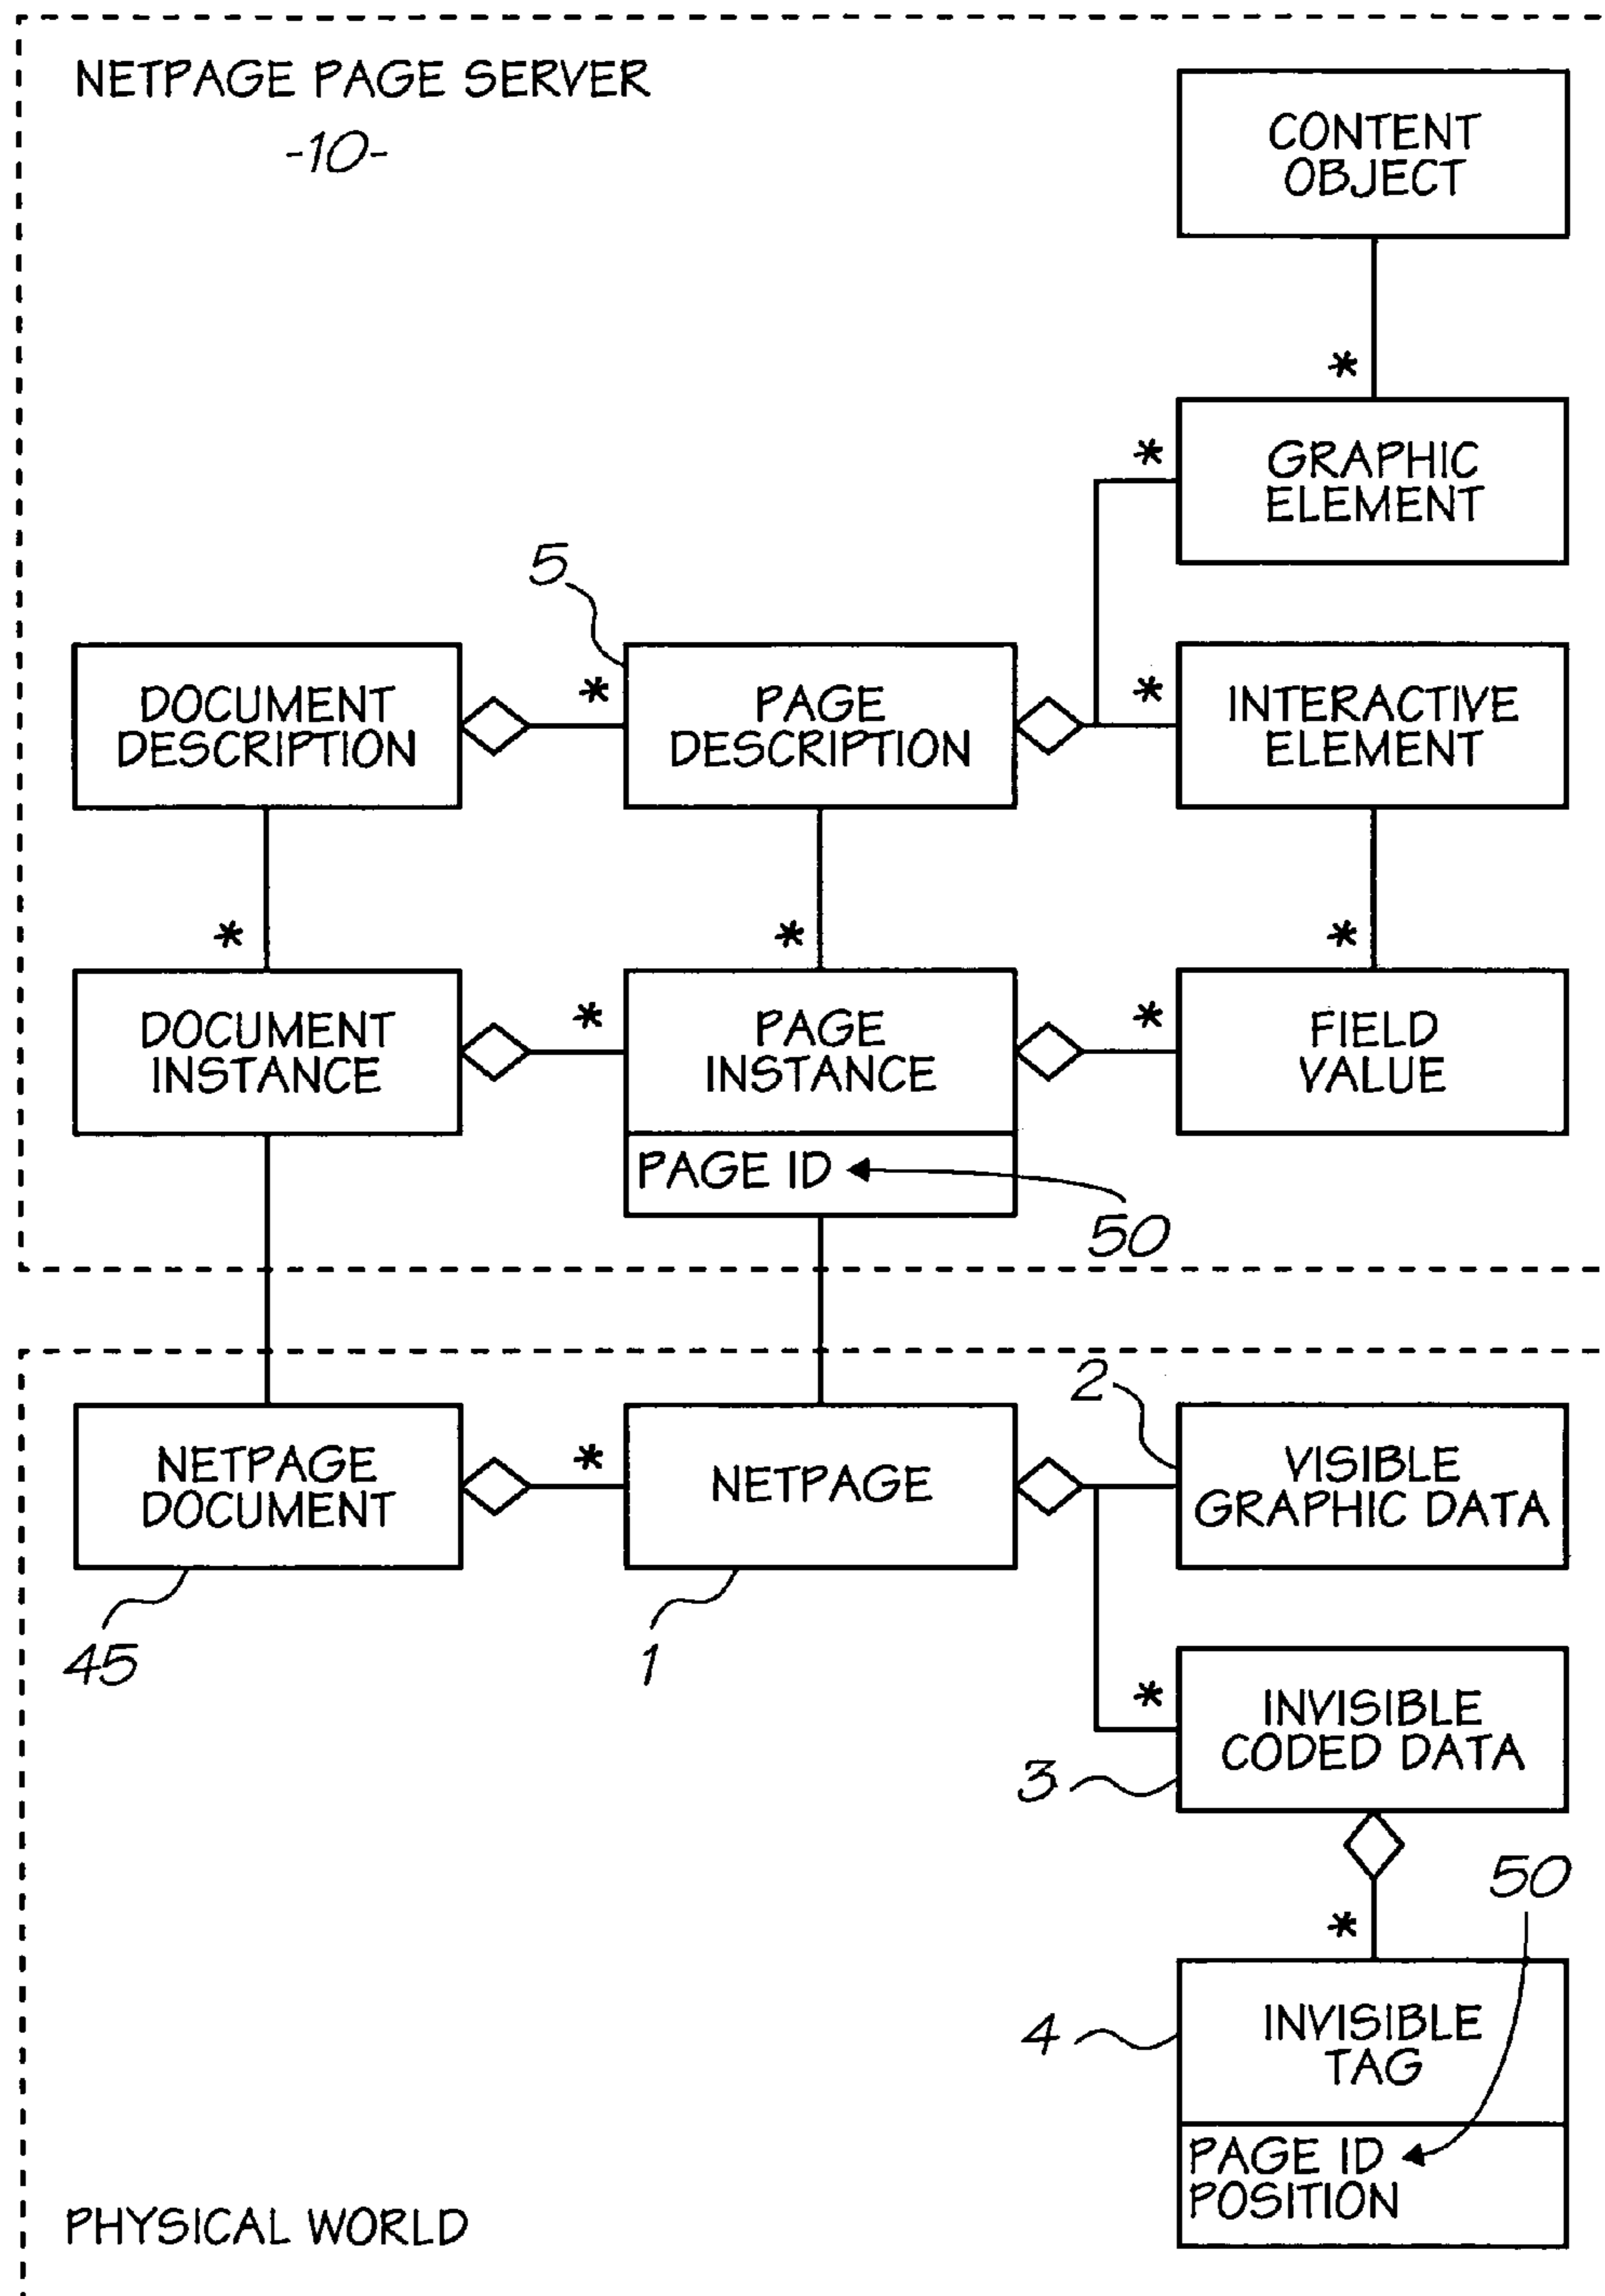 NETPAGE PAGE SERVER
-10-
CONTENT
OBJECT
*
*
GRAPHIC
ELEMENT
5
DOCUMENT
DESCRIPTION
*
PAGE
DESCRIPTION
*
INTERACTIVE
ELEMENT
*
*
*
DOCUMENT
INSTANCE
*
PAGE
INSTANCE
*
FIELD
VALUE
PAGE ID
50
2
NETPAGE
DOCUMENT
*
NETPAGE
VISIBLE
GRAPHIC DATA
45
1
*
INVISIBLE
CODED DATA
3
50
*
4
INVISIBLE
TAG
PAGE ID
POSITION
PHYSICAL WORLD